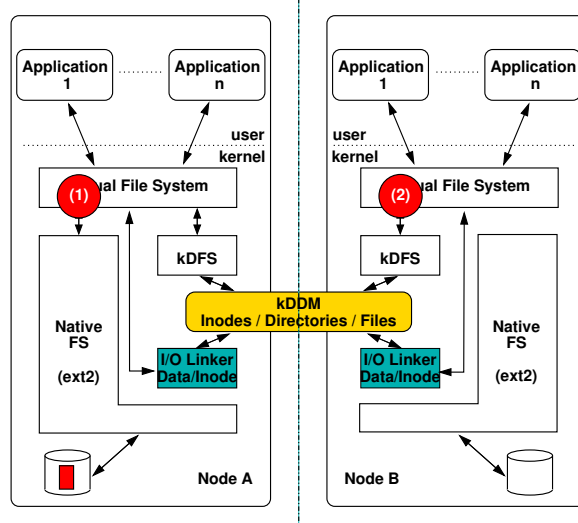 Application
1
Application
n
Application
1
Application
n
user
kernel
user
kernel
(1)
ual File System
(2)
ual File System
kDFS
kDFS
kDDM
Inodes / Directories / Files
Native
FS
(ext2)
I/O Linker
Data/Inode
I/O Linker
Data/Inode
Native
FS
(ext2)
Node A
Node B